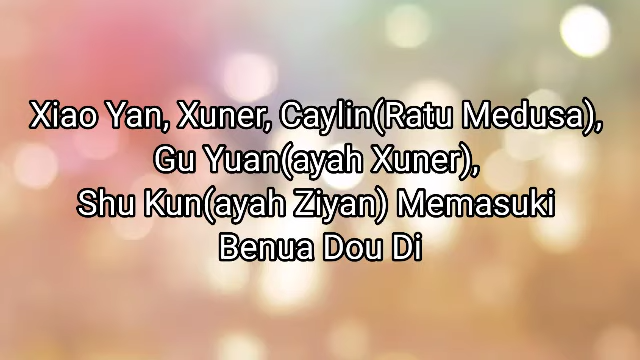 Xiao Yan, Xuner, Caylin(Ratu Medusa),
Gu Yuan(ayah Xuner),
Shu Kun(ayah Ziyan) Memasuki
Benua Dou Di